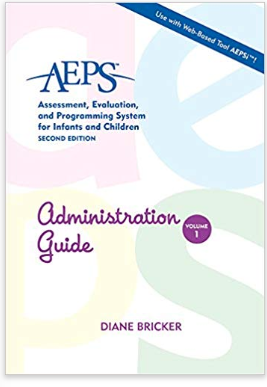 Use with Web-Based Tool AEPSi™!
AEPS™
Assessment, Evaluation,
and Programming System
for Infants and Children
SECOND EDITION
Administration
Guide
VOLUME
1
DIANE BRICKER